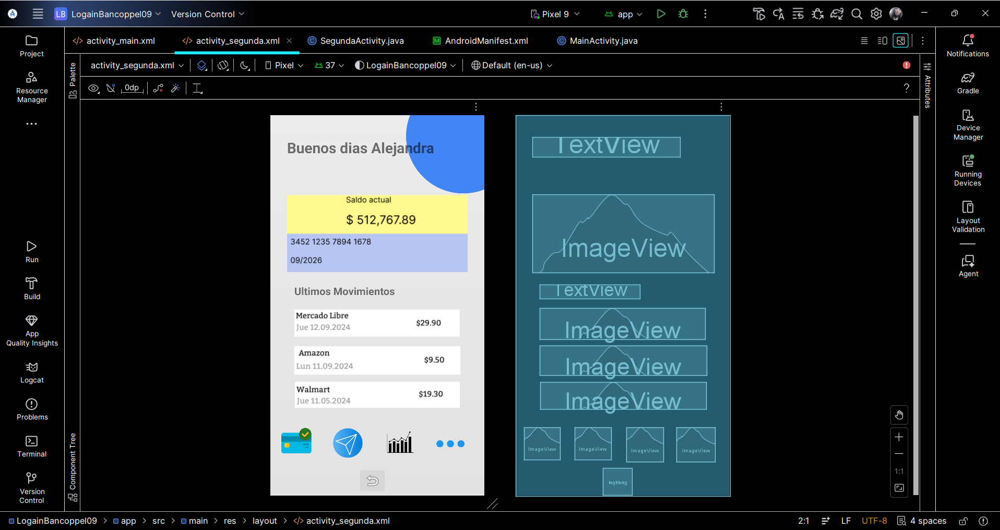 LB LogainBancoppel09 Version Control Pixel 9 app
activity_main.xml activity_segunda.xml SegundaActivity.java AndroidManifest.xml MainActivity.java
Project
Resource
Manager
Run
Build
App
Quality Insights
Logcat
Problems
Terminal
Version
Control
Palette
Component Tree
activity_segunda.xml Pixel 37 LogainBancoppel09 Default (en-us)
0dp
?
Buenos dias Alejandra
Saldo actual
$ 512,767.89
3452 1235 7894 1678
09/2026
Ultimos Movimientos
Mercado Libre
Jue 12.09.2024
$29.90
Amazon
Lun 11.09.2024
$9.50
Walmart
Jue 11.05.2024
$19.30
TextView
ImageView
TextView
ImageView
ImageView
ImageView
ImageView ImageView ImageView ImageView
ImgBtnreg
1:1
Attributes
Notifications
Gradle
Device
Manager
Running
Devices
Layout
Validation
Agent
LogainBancoppel09 > app > src > main > res > layout > activity_segunda.xml
2:1 LF UTF-8 4 spaces